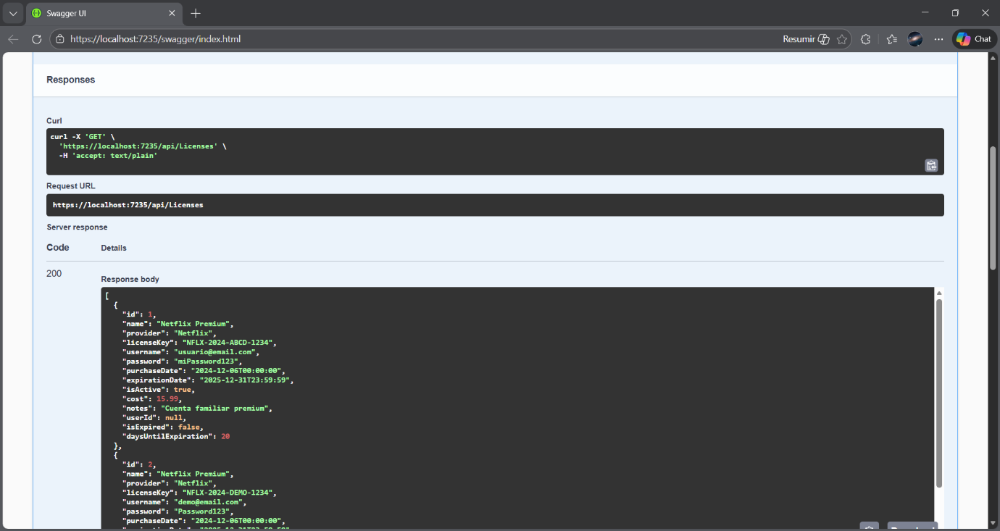 Swagger UI
https://localhost:7235/swagger/index.html
Resumir
Chat
Responses
Curl
curl -X 'GET' \
'https://localhost:7235/api/Licenses' \
-H 'accept: text/plain'
Request URL
https://localhost:7235/api/Licenses
Server response
Code Details
200
Response body
[
{
"id": 1,
"name": "Netflix Premium",
"provider": "Netflix",
"licenseKey": "NFLX-2024-ABCD-1234",
"username": "usuario@email.com",
"password": "miPassword123",
"purchaseDate": "2024-12-06T00:00:00",
"expirationDate": "2025-12-31T23:59:59",
"isActive": true,
"cost": 15.99,
"notes": "Cuenta familiar premium",
"userId": null,
"isExpired": false,
"daysUntilExpiration": 20
},
{
"id": 2,
"name": "Netflix Premium",
"provider": "Netflix",
"licenseKey": "NFLX-2024-DEMO-1234",
"username": "demo@email.com",
"password": "Password123",
"purchaseDate": "2024-12-06T00:00:00",